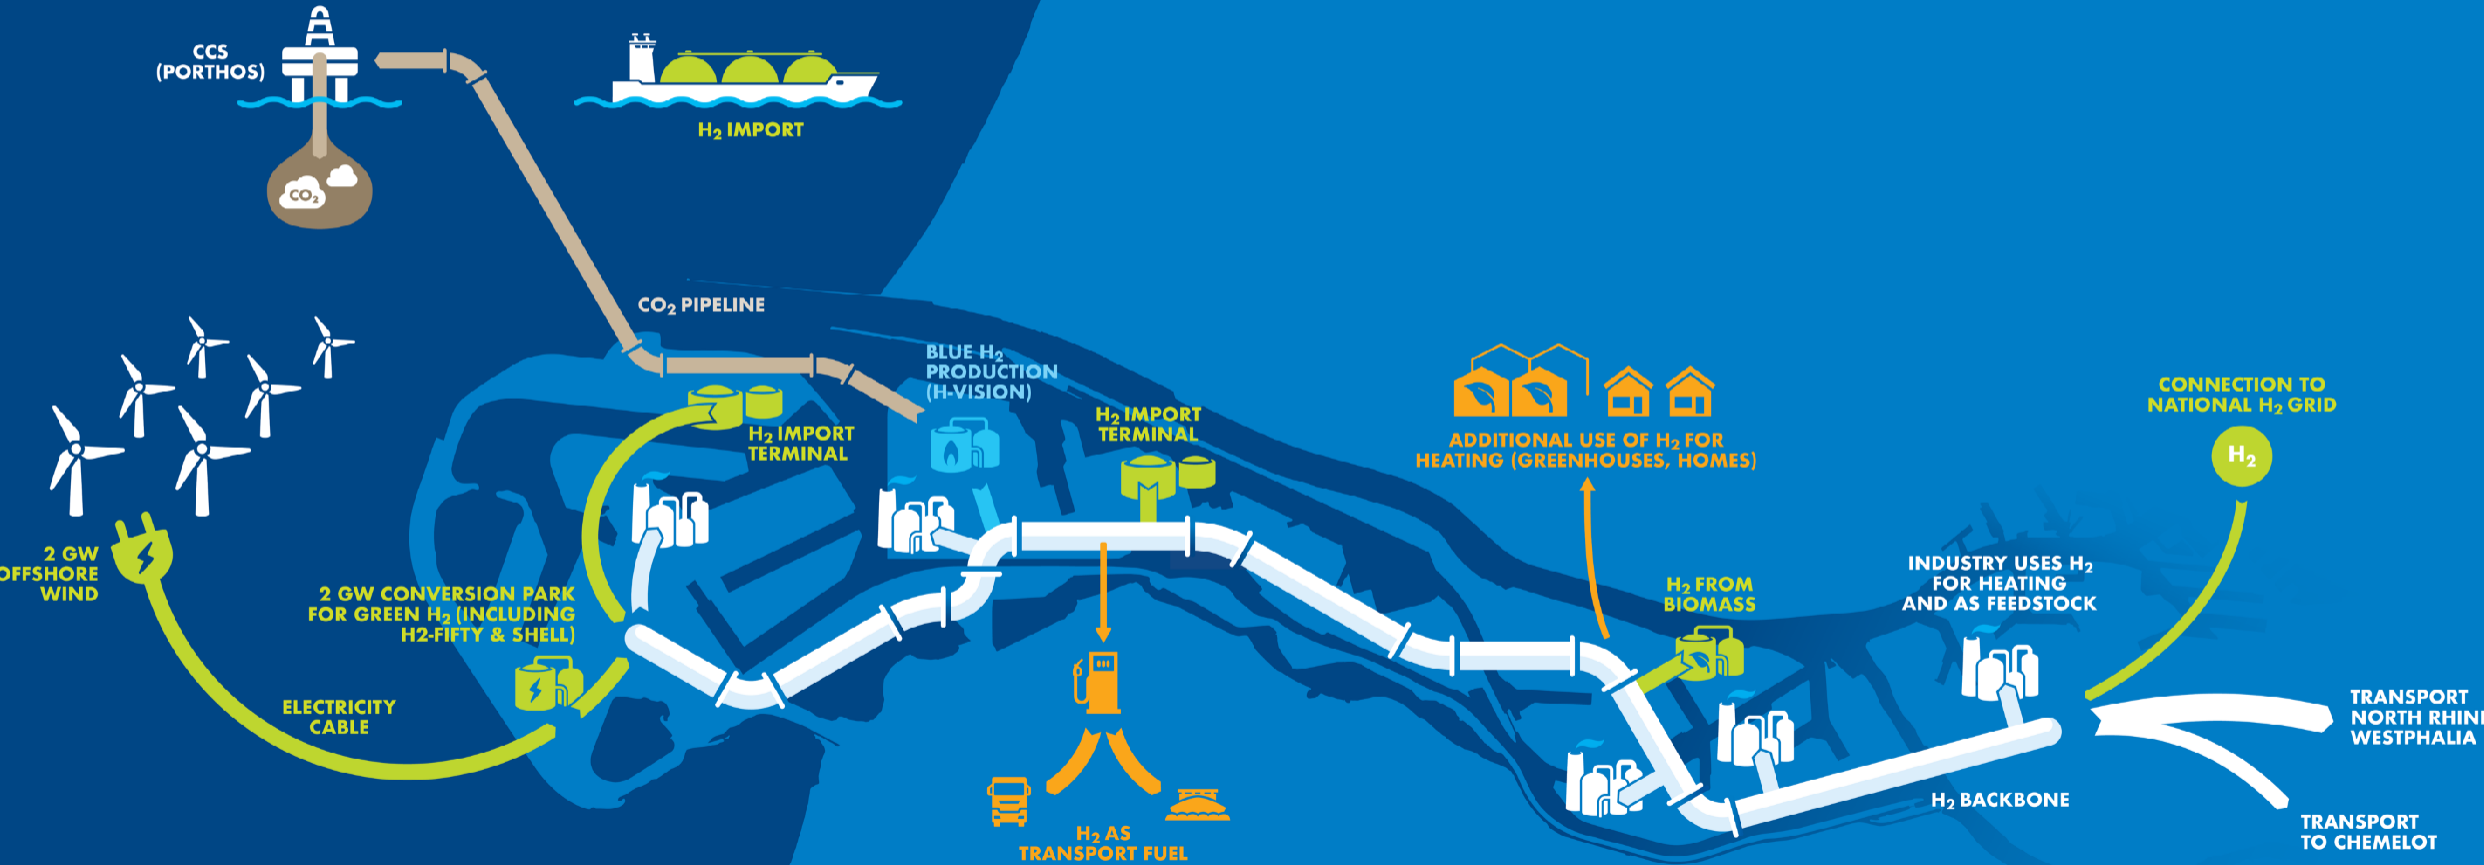 CCS
(PORTHOS)
CO₂
H₂ IMPORT
CO₂ PIPELINE
BLUE H₂
PRODUCTION
(H-VISION)
H₂ IMPORT
TERMINAL
H₂ IMPORT
TERMINAL
ADDITIONAL USE OF H₂ FOR
HEATING (GREENHOUSES, HOMES)
CONNECTION TO
NATIONAL H₂ GRID
H₂
2 GW
OFFSHORE
WIND
2 GW CONVERSION PARK
FOR GREEN H₂ (INCLUDING
H2-FIFTY & SHELL)
ELECTRICITY
CABLE
H₂ FROM
BIOMASS
INDUSTRY USES H₂
FOR HEATING
AND AS FEEDSTOCK
H₂ AS
TRANSPORT FUEL
H₂ BACKBONE
TRANSPORT
NORTH RHINE
WESTPHALIA
TRANSPORT
TO CHEMELOT